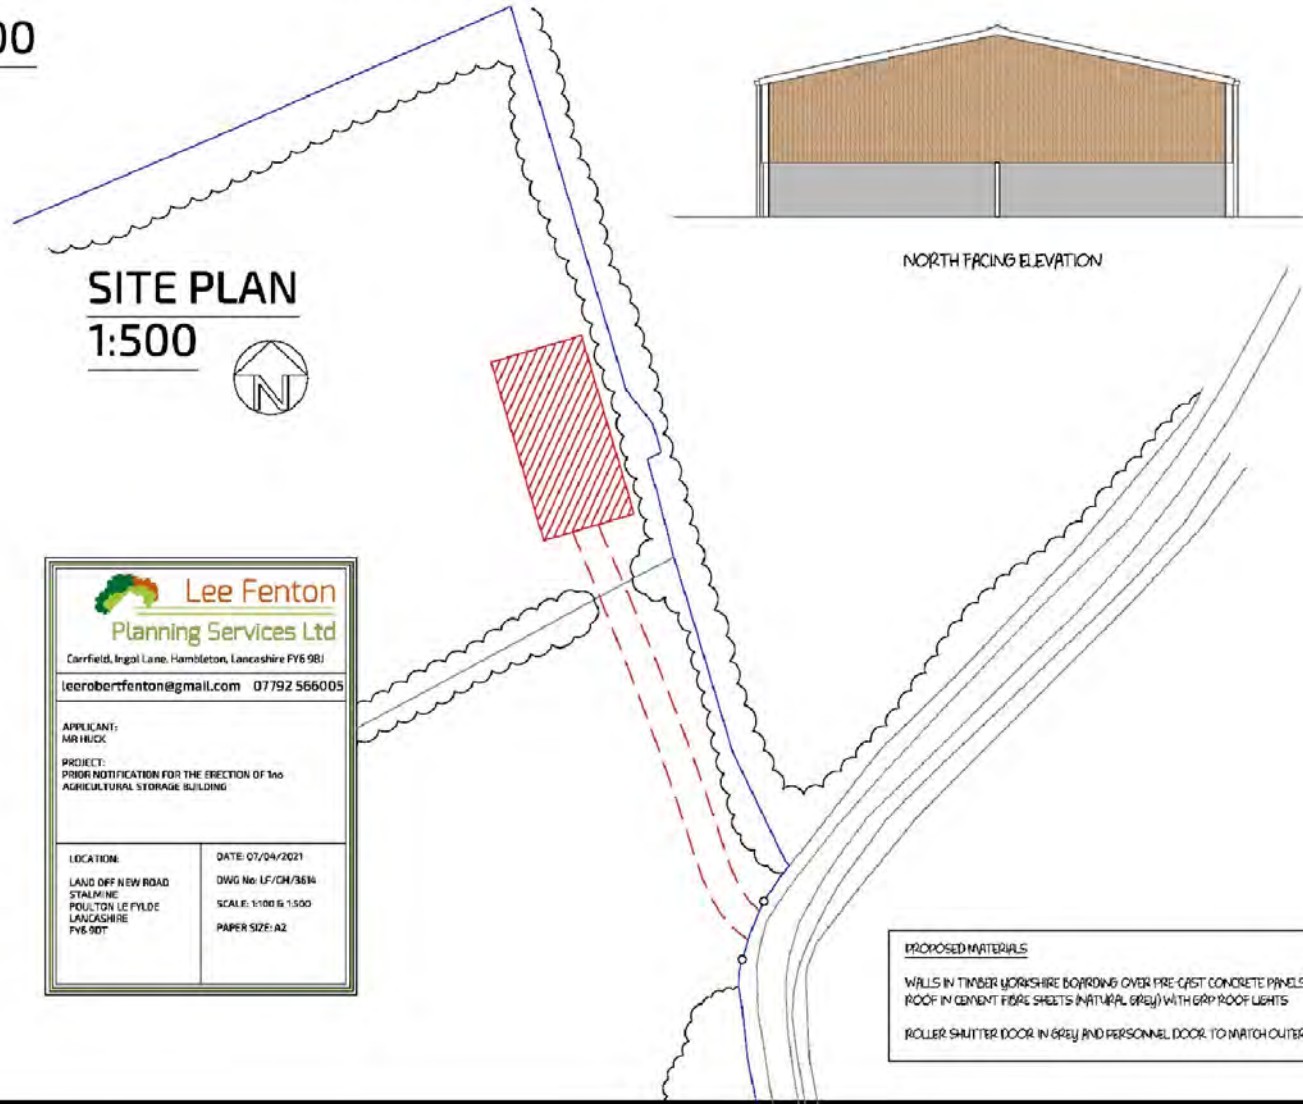 00
SITE PLAN
1:500
N
NORTH FACING ELEVATION
Lee Fenton
Planning Services Ltd
Carrfield, Ingol Lane, Hambleton, Lancashire FY6 9BJ
leerobertfenton@gmail.com 07792 566005
APPLICANT:
MR HUCK
PROJECT:
PRIOR NOTIFICATION FOR THE ERECTION OF 1no
AGRICULTURAL STORAGE BUILDING
LOCATION:
LAND OFF NEW ROAD
STALMINE
POULTON LE FYLDE
LANCASHIRE
FY6 9DT
DATE: 07/04/2021
DWG No: LF/GH/3614
SCALE: 1:100 & 1:500
PAPER SIZE: A2
PROPOSED MATERIALS
WALLS IN TIMBER YORKSHIRE BOARDING OVER PRE-CAST CONCRETE PANELS
ROOF IN CEMENT FIBRE SHEETS (NATURAL GREY) WITH GRP ROOF LIGHTS
ROLLER SHUTTER DOOR IN GREY AND PERSONNEL DOOR TO MATCH OUTER